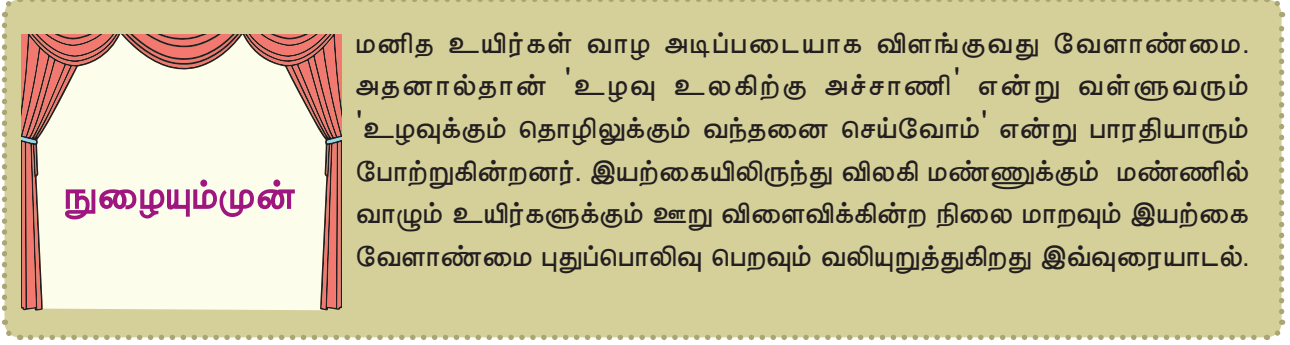 நுழையும்முன்
மனித உயிர்கள் வாழ அடிப்படையாக விளங்குவது வேளாண்மை.
அதனால்தான் 'உழவு உலகிற்கு அச்சாணி' என்று வள்ளுவரும்
'உழவுக்கும் தொழிலுக்கும் வந்தனை செய்வோம்' என்று பாரதியாரும்
போற்றுகின்றனர். இயற்கையிலிருந்து விலகி மண்ணுக்கும் மண்ணில்
வாழும் உயிர்களுக்கும் ஊறு விளைவிக்கின்ற நிலை மாறவும் இயற்கை
வேளாண்மை புதுப்பொலிவு பெறவும் வலியுறுத்துகிறது இவ்வுரையாடல்.